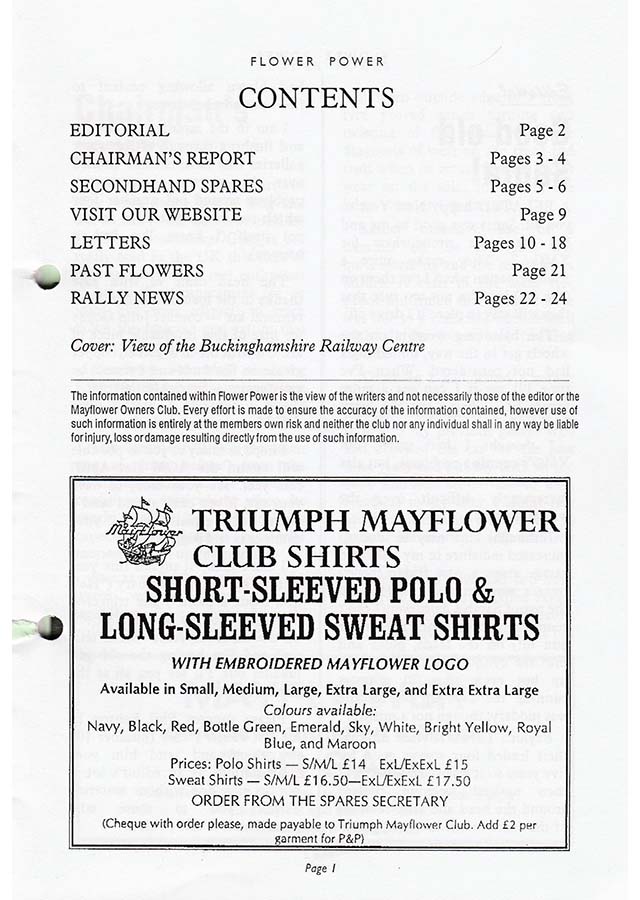 FLOWER POWER
CONTENTS
EDITORIAL Page 2
CHAIRMAN'S REPORT Pages 3 - 4
SECONDHAND SPARES Pages 5 - 6
VISIT OUR WEBSITE Page 9
LETTERS Pages 10 - 18
PAST FLOWERS Page 21
RALLY NEWS Pages 22 - 24
Cover: View of the Buckinghamshire Railway Centre
The information contained within Flower Power is the view of the writers and not necessarily those of the editor or the
Mayflower Owners Club. Every effort is made to ensure the accuracy of the information contained, however use of
such information is entirely at the members own risk and neither the club nor any individual shall in any way be liable
for injury, loss or damage resulting directly from the use of such information.
Mayflower
TRIUMPH MAYFLOWER
CLUB SHIRTS
SHORT-SLEEVED POLO &
LONG-SLEEVED SWEAT SHIRTS
WITH EMBROIDERED MAYFLOWER LOGO
Available in Small, Medium, Large, Extra Large, and Extra Extra Large
Colours available:
Navy, Black, Red, Bottle Green, Emerald, Sky, White, Bright Yellow, Royal
Blue, and Maroon
Prices: Polo Shirts — S/M/L £14 ExL/ExExL £15
Sweat Shirts — S/M/L £16.50—ExL/ExExL £17.50
ORDER FROM THE SPARES SECRETARY
(Cheque with order please, made payable to Triumph Mayflower Club. Add £2 per
garment for P&P)
Page 1